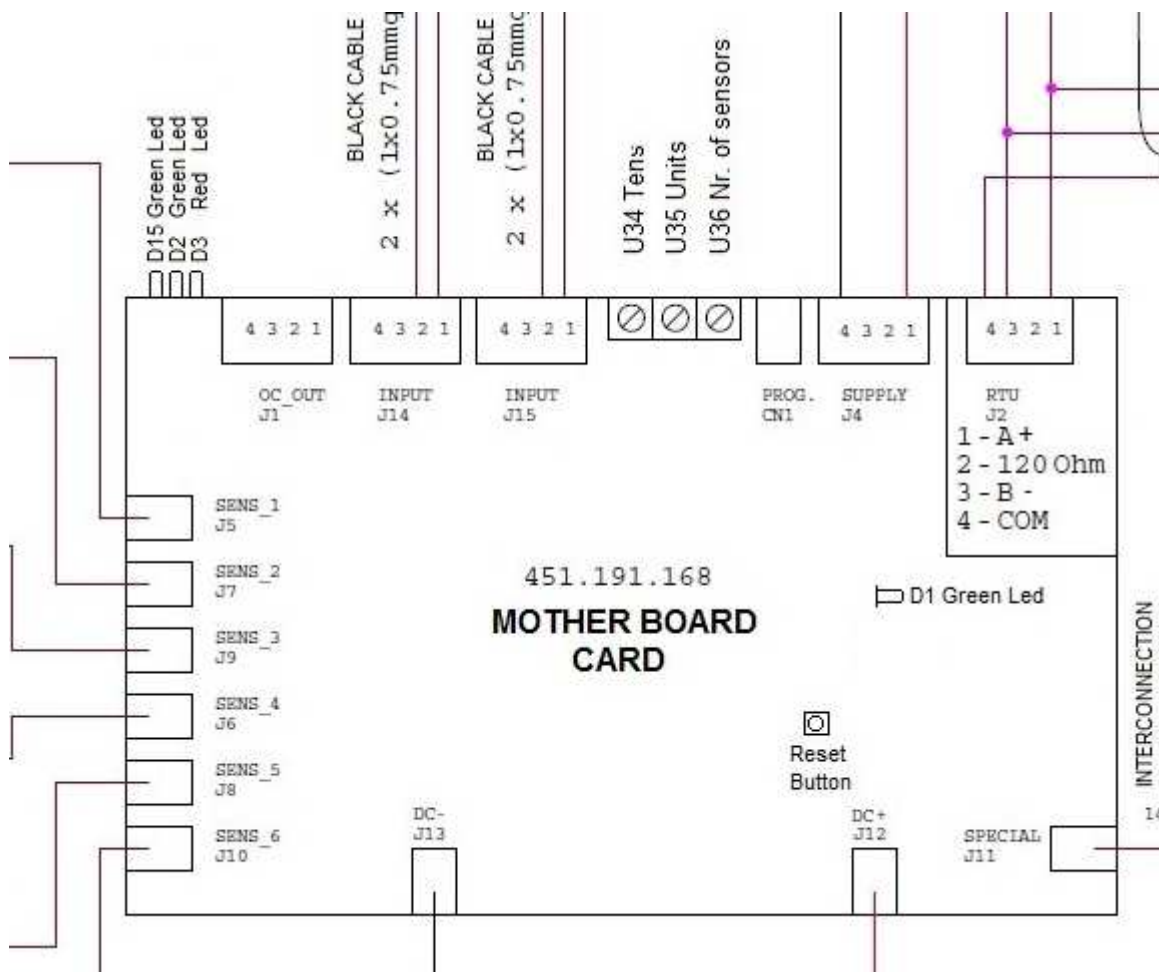 BLACK CABLE
2 x (1x0.75mmq
BLACK CABLE
2 x (1x0.75mmq
D15 Green Led
D2 Green Led
D3 Red Led
U34 Tens
U35 Units
U36 Nr. of sensors
4 3 2 1
4 3 2 1
4 3 2 1
4 3 2 1
4 3 2 1
OC_OUT
J1
INPUT
J14
INPUT
J15
PROG.
CN1
SUPPLY
J4
RTU
J2
1 - A +
2 - 120 Ohm
3 - B -
4 - COM
SENS_1
J5
SENS_2
J7
SENS_3
J9
SENS_4
J6
SENS_5
J8
SENS_6
J10
451.191.168
MOTHER BOARD
CARD
D1 Green Led
Reset
Button
DC-
J13
DC+
J12
SPECIAL
J11
INTERCONNECTION